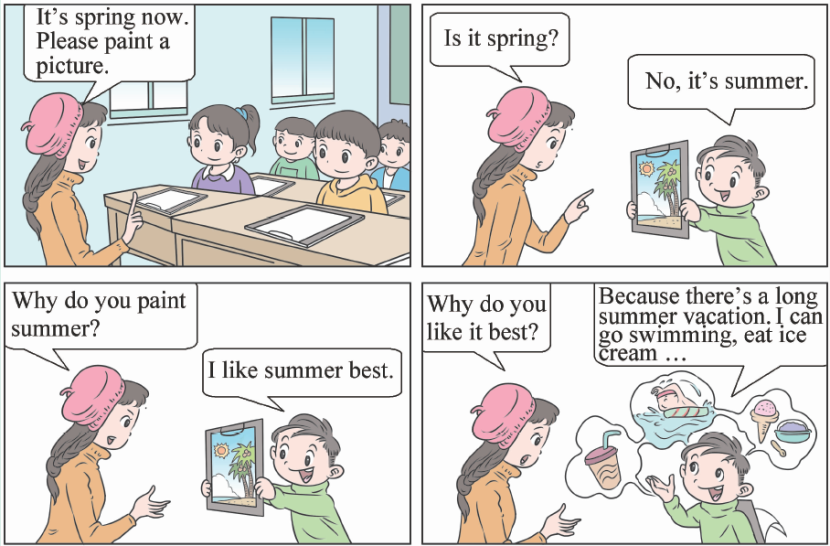 It's spring now.
Please paint a
picture.
Is it spring?
No, it's summer.
Why do you paint
summer?
I like summer best.
Why do you
like it best?
Because there's a long
summer vacation. I can
go swimming, eat ice
cream ...